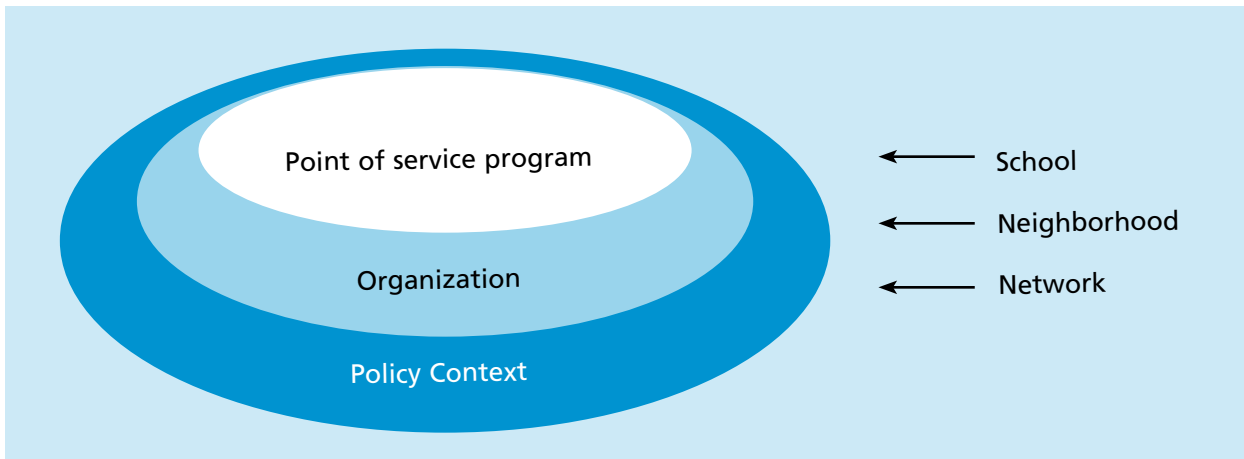 Point of service program
Organization
Policy Context
School
Neighborhood
Network